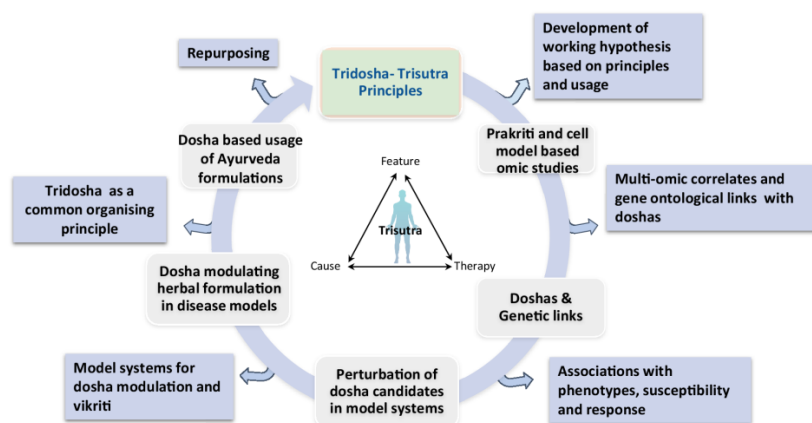 Repurposing
Tridosha- Trisutra
Principles
Development of
working hypothesis
based on principles
and usage
Dosha based usage
of Ayurveda
formulations
Prakriti and cell
model based
omic studies
Feature
Tridosha as a
common organising
principle
Multi-omic correlates and
gene ontological links with
doshas
Trisutra
Cause
Therapy
Dosha modulating
herbal formulation
in disease models
Doshas &
Genetic links
Model systems for
dosha modulation and
vikriti
Perturbation of
dosha candidates
in model systems
Associations with
phenotypes, susceptibility
and response